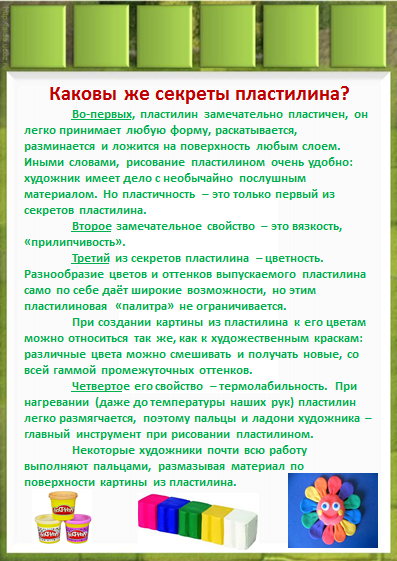 Каковы же секреты пластилина?
Во-первых, пластилин замечательно пластичен, он
легко принимает любую форму, раскатывается,
разминается и ложится на поверхность любым слоем.
Иными словами, рисование пластилином очень удобно:
художник имеет дело с необычайно послушным
материалом. Но пластичность – это только первый из
секретов пластилина.
Второе замечательное свойство – это вязкость,
«прилипчивость».
Третий из секретов пластилина – цветность.
Разнообразие цветов и оттенков выпускаемого пластилина
само по себе даёт широкие возможности, но этим
пластилиновая «палитра» не ограничивается.
При создании картины из пластилина к его цветам
можно относиться так же, как к художественным краскам:
различные цвета можно смешивать и получать новые, со
всей гаммой промежуточных оттенков.
Четвертое его свойство – термолабильность. При
нагревании (даже до температуры наших рук) пластилин
легко размягчается, поэтому пальцы и ладони художника –
главный инструмент при рисовании пластилином.
Некоторые художники почти всю работу
выполняют пальцами, размазывая материал по
поверхности картины из пластилина.